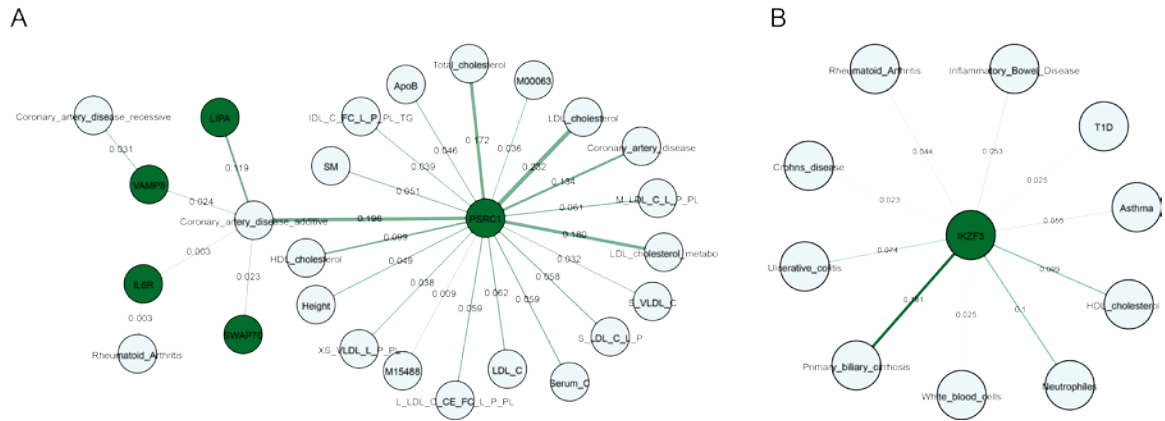 A
B
Total_cholesterol
M00063
ApoB
IDL_C_FC_L_P_PL_TG
LDL_cholesterol
Coronary_artery_disease_recessive
LIPA
Coronary_artery_disease
SM
0.031
0.119
0.172
0.036
0.046
0.039
0.232
0.134
VAMP8
0.051
0.061
M_LDL_C_L_P_PL
0.024
Coronary_artery_disease_additive
0.196
PSRC1
0.180
0.003
0.099
HDL_cholesterol
0.049
0.032
LDL_cholesterol_metabo
IL6R
0.023
0.038
0.009
0.058
0.059
0.062
0.059
Height
S_VLDL_C
0.003
SWAP70
S_LDL_C_L_P
Rheumatoid_Arthritis
XS_VLDL_L_P_PL
M15488
LDL_C
Serum_C
L_LDL_C_CE_FC_L_P_PL
Rheumatoid_Arthritis
Inflammatory_Bowel_Disease
T1D
0.044
0.053
Crohns_disease
0.025
0.023
Asthma
0.065
IKZF3
0.074
Ulcerative_colitis
0.099
HDL_cholesterol
0.025
0.1
Primary_biliary_cirrhosis
White_blood_cells
Neutrophiles